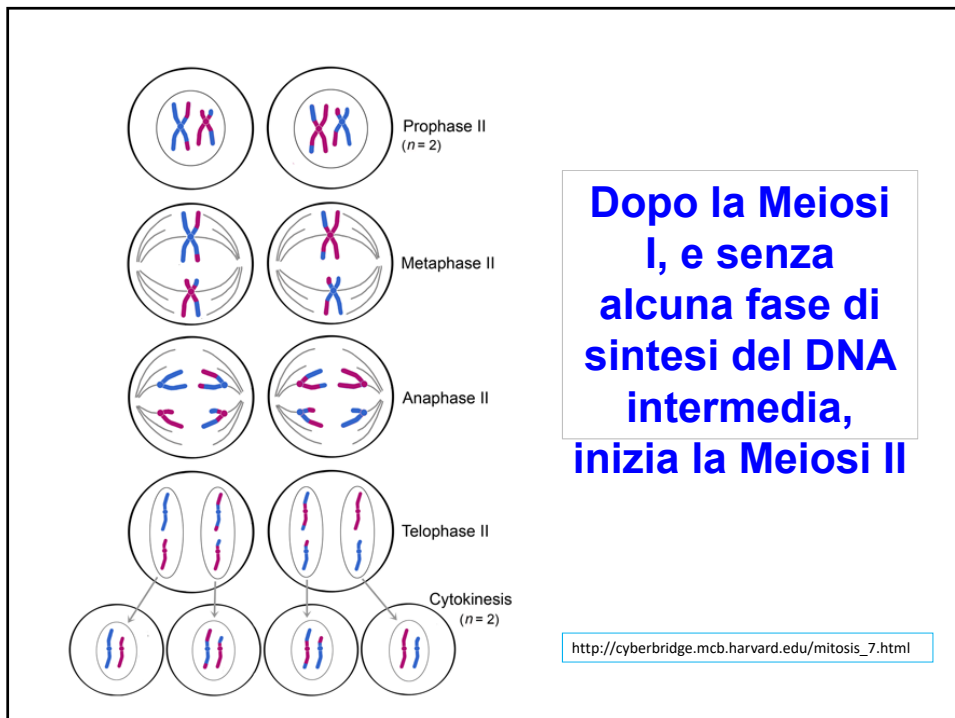 Prophase II
(n = 2)
Metaphase II
Anaphase II
Telophase II
Cytokinesis
(n = 2)
Dopo la Meiosi
I, e senza
alcuna fase di
sintesi del DNA
intermedia,
inizia la Meiosi II
http://cyberbridge.mcb.harvard.edu/mitosis_7.html